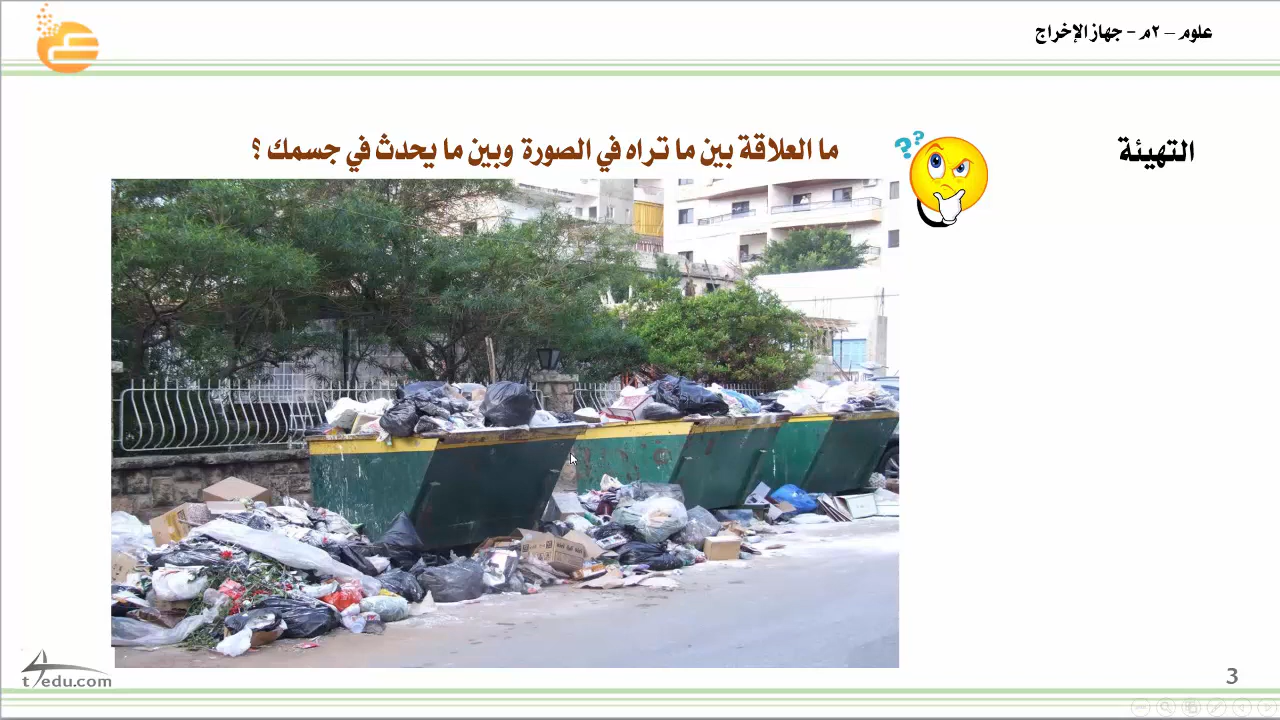 علوم – ٢م – جهاز الإخراج
التهيئة
ما العلاقة بين ما تراه في الصورة وبين ما يحدث في جسمك ؟
t4edu.com
3